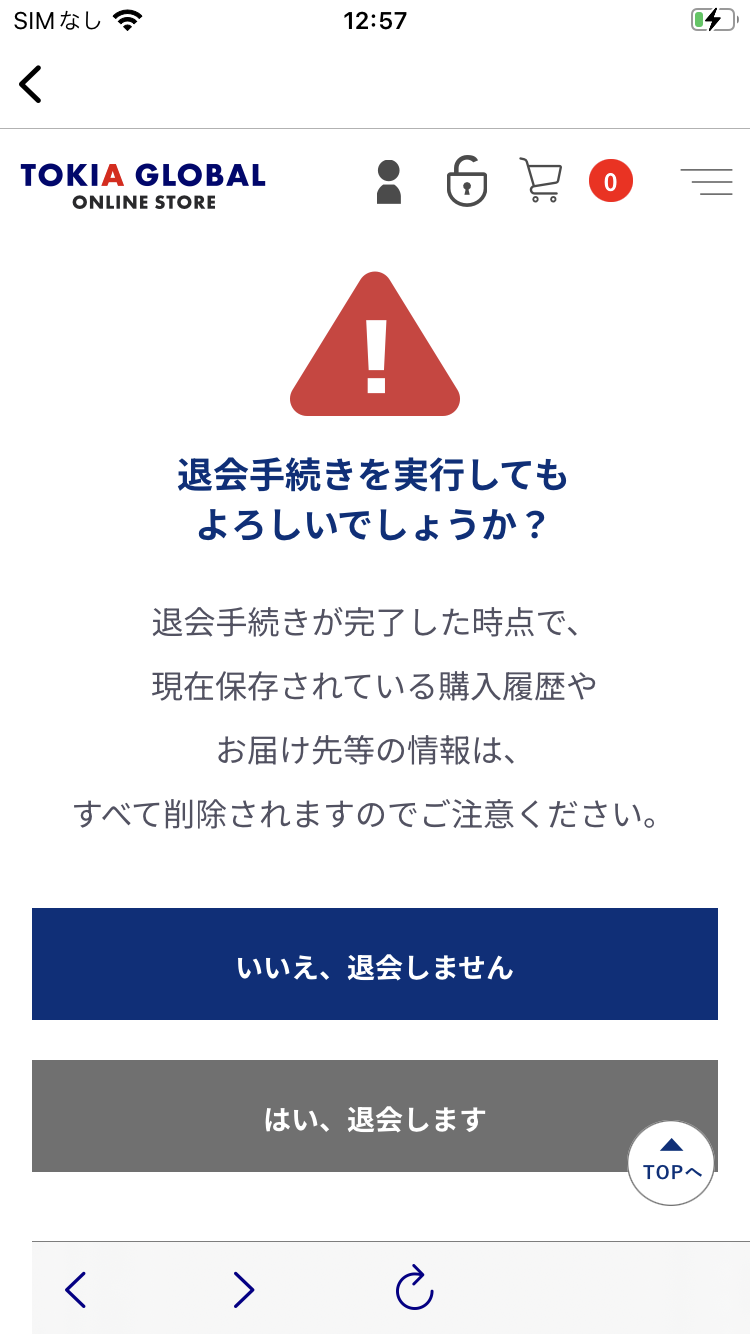 SIMなし
12:57
TOKIA GLOBAL
ONLINE STORE
0
!
退会手続きを実行しても
よろしいでしょうか？
退会手続きが完了した時点で、
現在保存されている購入履歴や
お届け先等の情報は、
すべて削除されますのでご注意ください。
いいえ、退会しません
はい、退会します
TOPへ